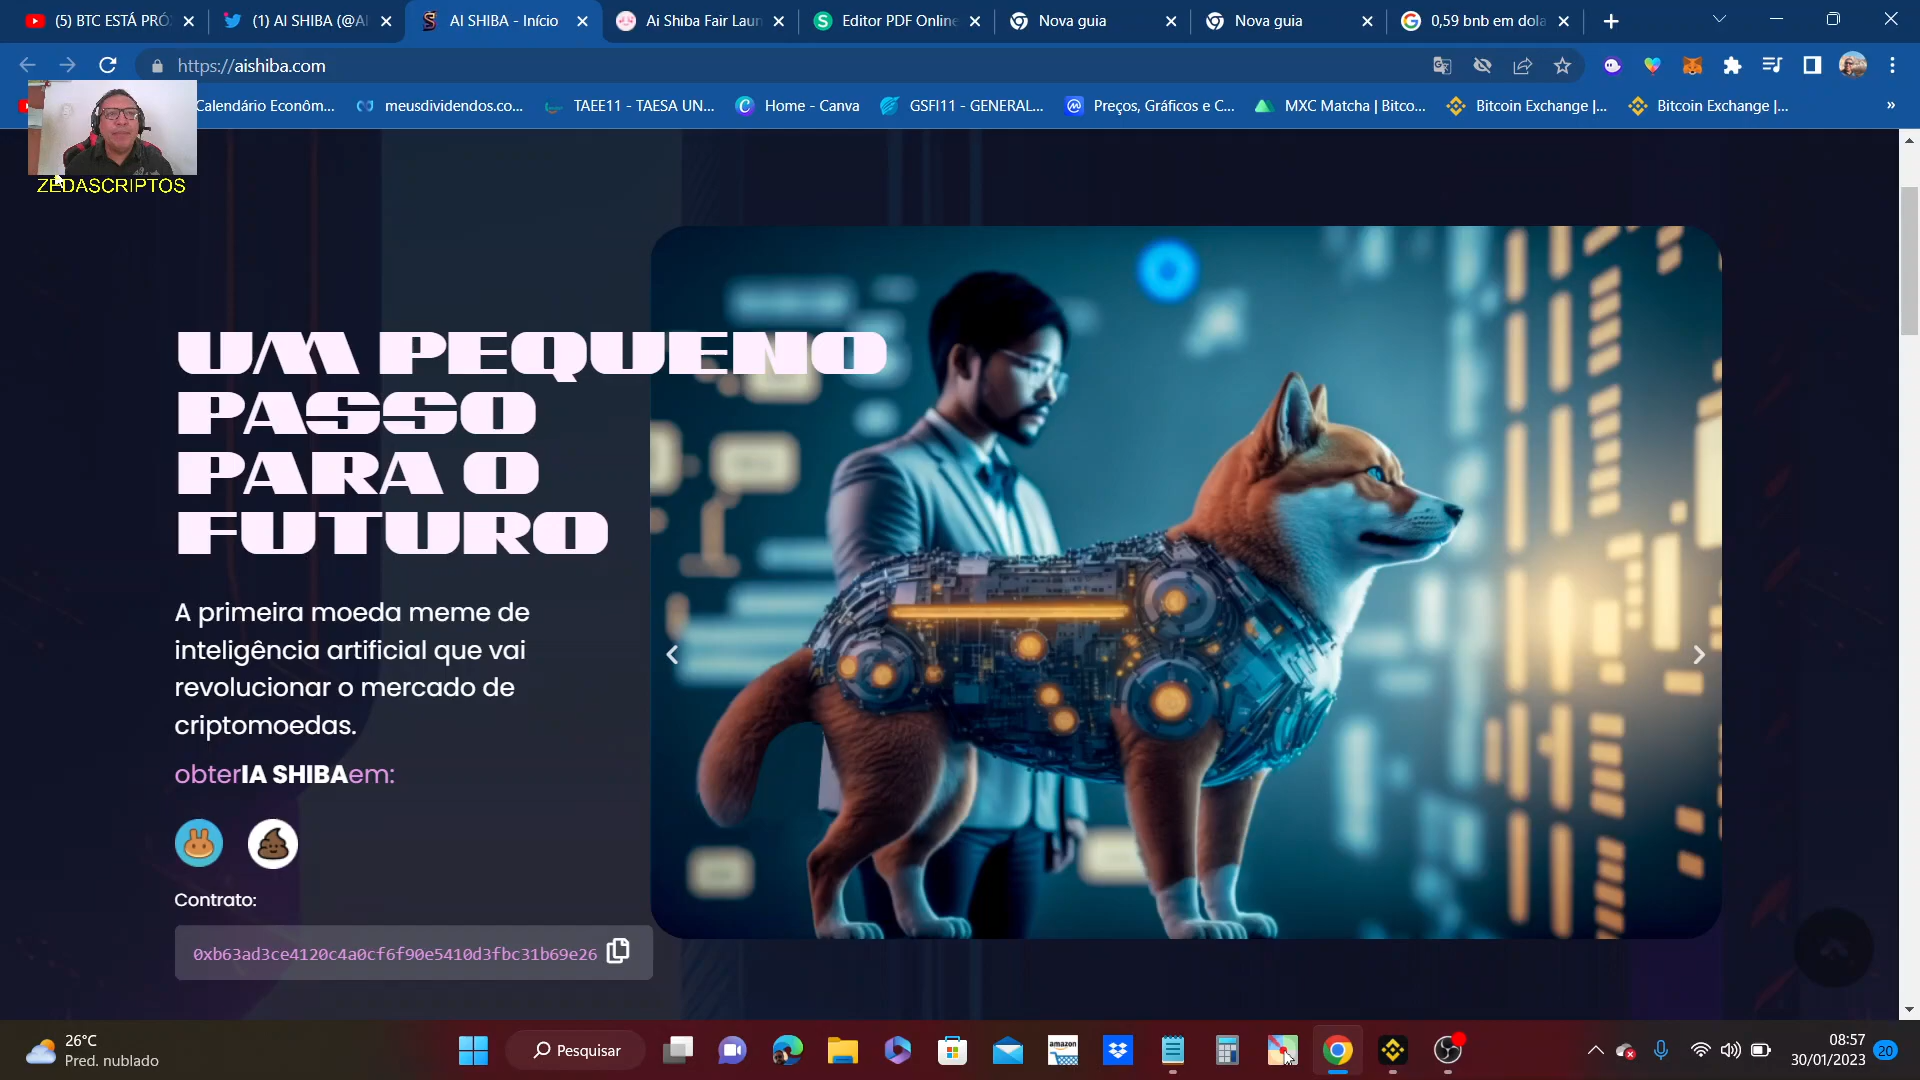 (5) BTC ESTÁ PRÓ
(1) AI SHIBA (@AI
AI SHIBA - Início
Ai Shiba Fair Laun
Editor PDF Online
Nova guia
Nova guia
0,59 bnb em dola
https://aishiba.com
Calendário Econôm...
meusdividendos.co...
TAEE11 - TAESA UN...
Home - Canva
GSFI11 - GENERAL...
Preços, Gráficos e C...
MXC Matcha | Bitco...
Bitcoin Exchange |...
Bitcoin Exchange |...
»
ZEDASCRIPTOS
UM PEQUENO
PASSO
PARA O
FUTURO
A primeira moeda meme de
inteligência artificial que vai
revolucionar o mercado de
criptomoedas.
obterIA SHIBAem:
Contrato:
0xb63ad3ce4120c4a0cf6f90e5410d3fbc31b69e26
26°C
Pred. nublado
Pesquisar
amazon
08:57
30/01/2023
20